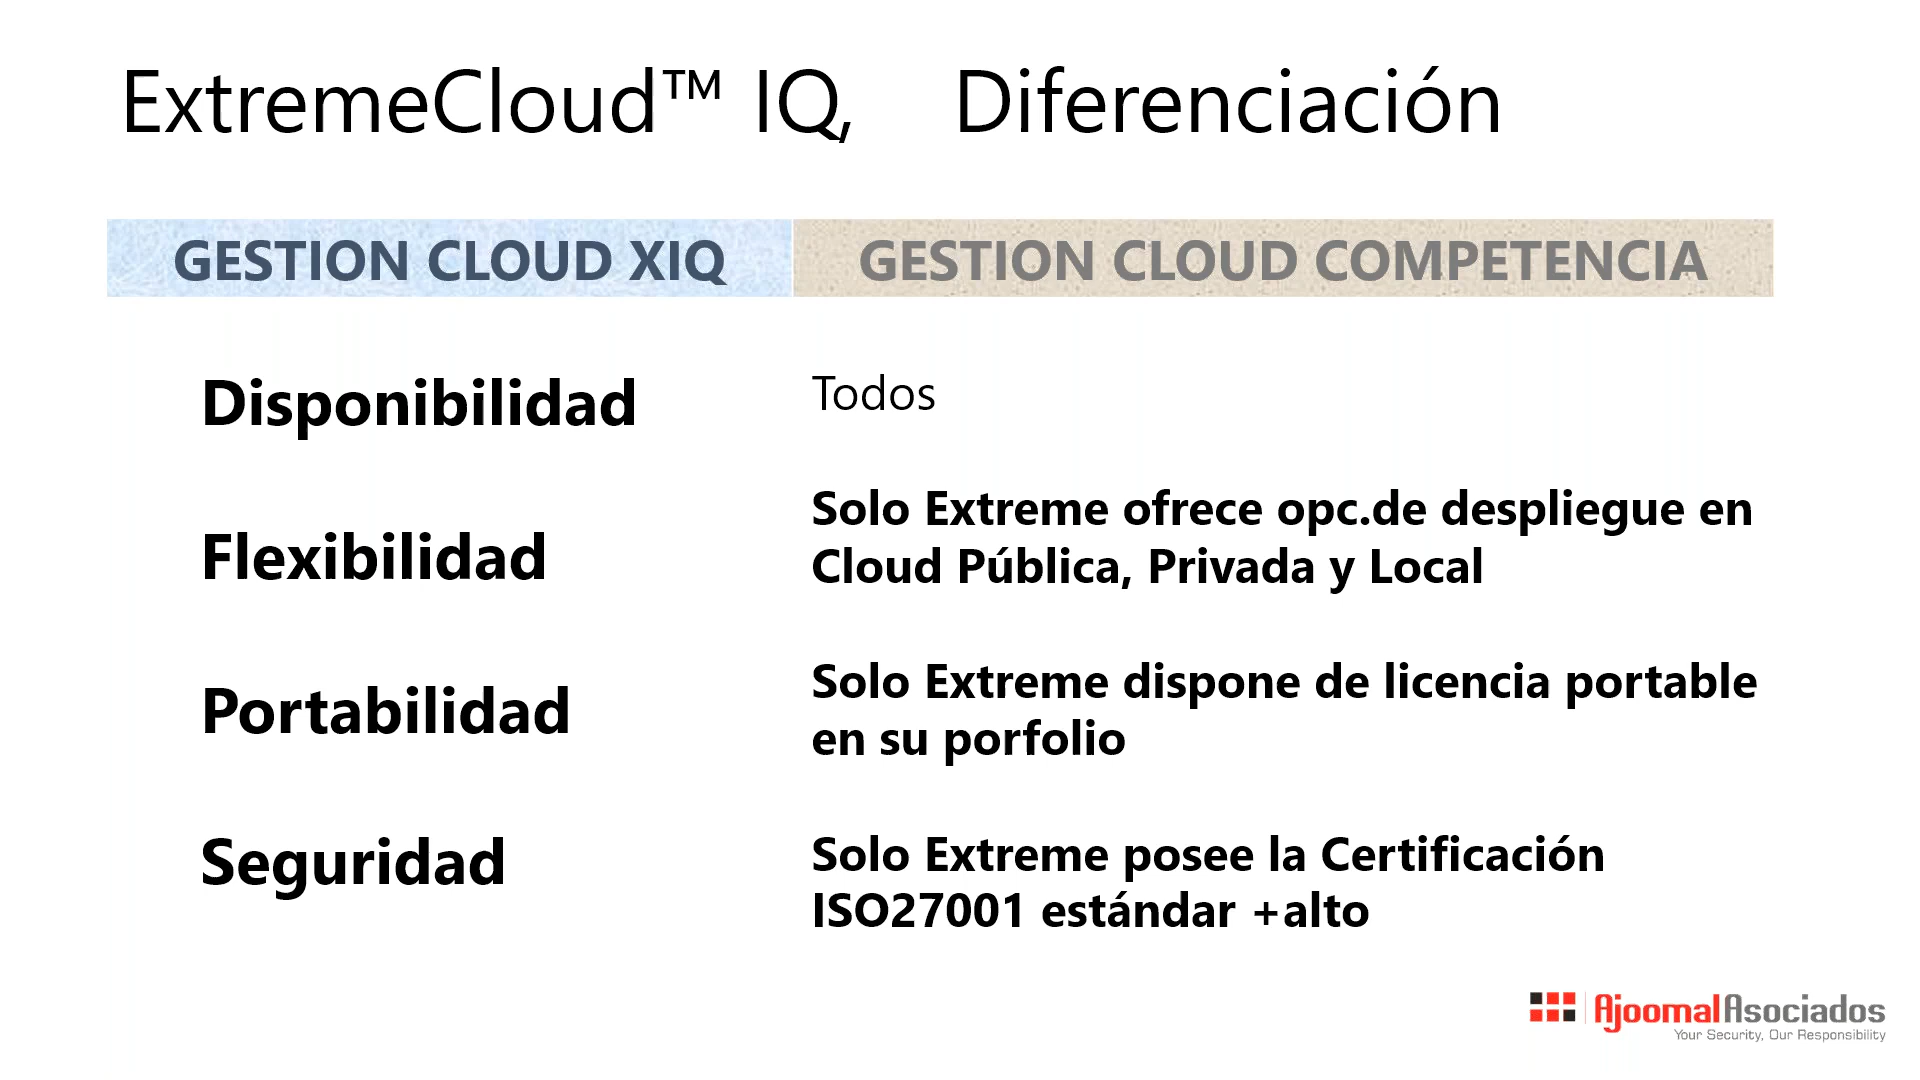 ExtremeCloud™ IQ, Diferenciación
GESTION CLOUD XIQ
GESTION CLOUD COMPETENCIA
Disponibilidad
Todos
Flexibilidad
Solo Extreme ofrece opc.de despliegue en
Cloud Pública, Privada y Local
Portabilidad
Solo Extreme dispone de licencia portable
en su porfolio
Seguridad
Solo Extreme posee la Certificación
ISO27001 estándar +alto
AjoomalAsociados
Your Security, Our Responsibility